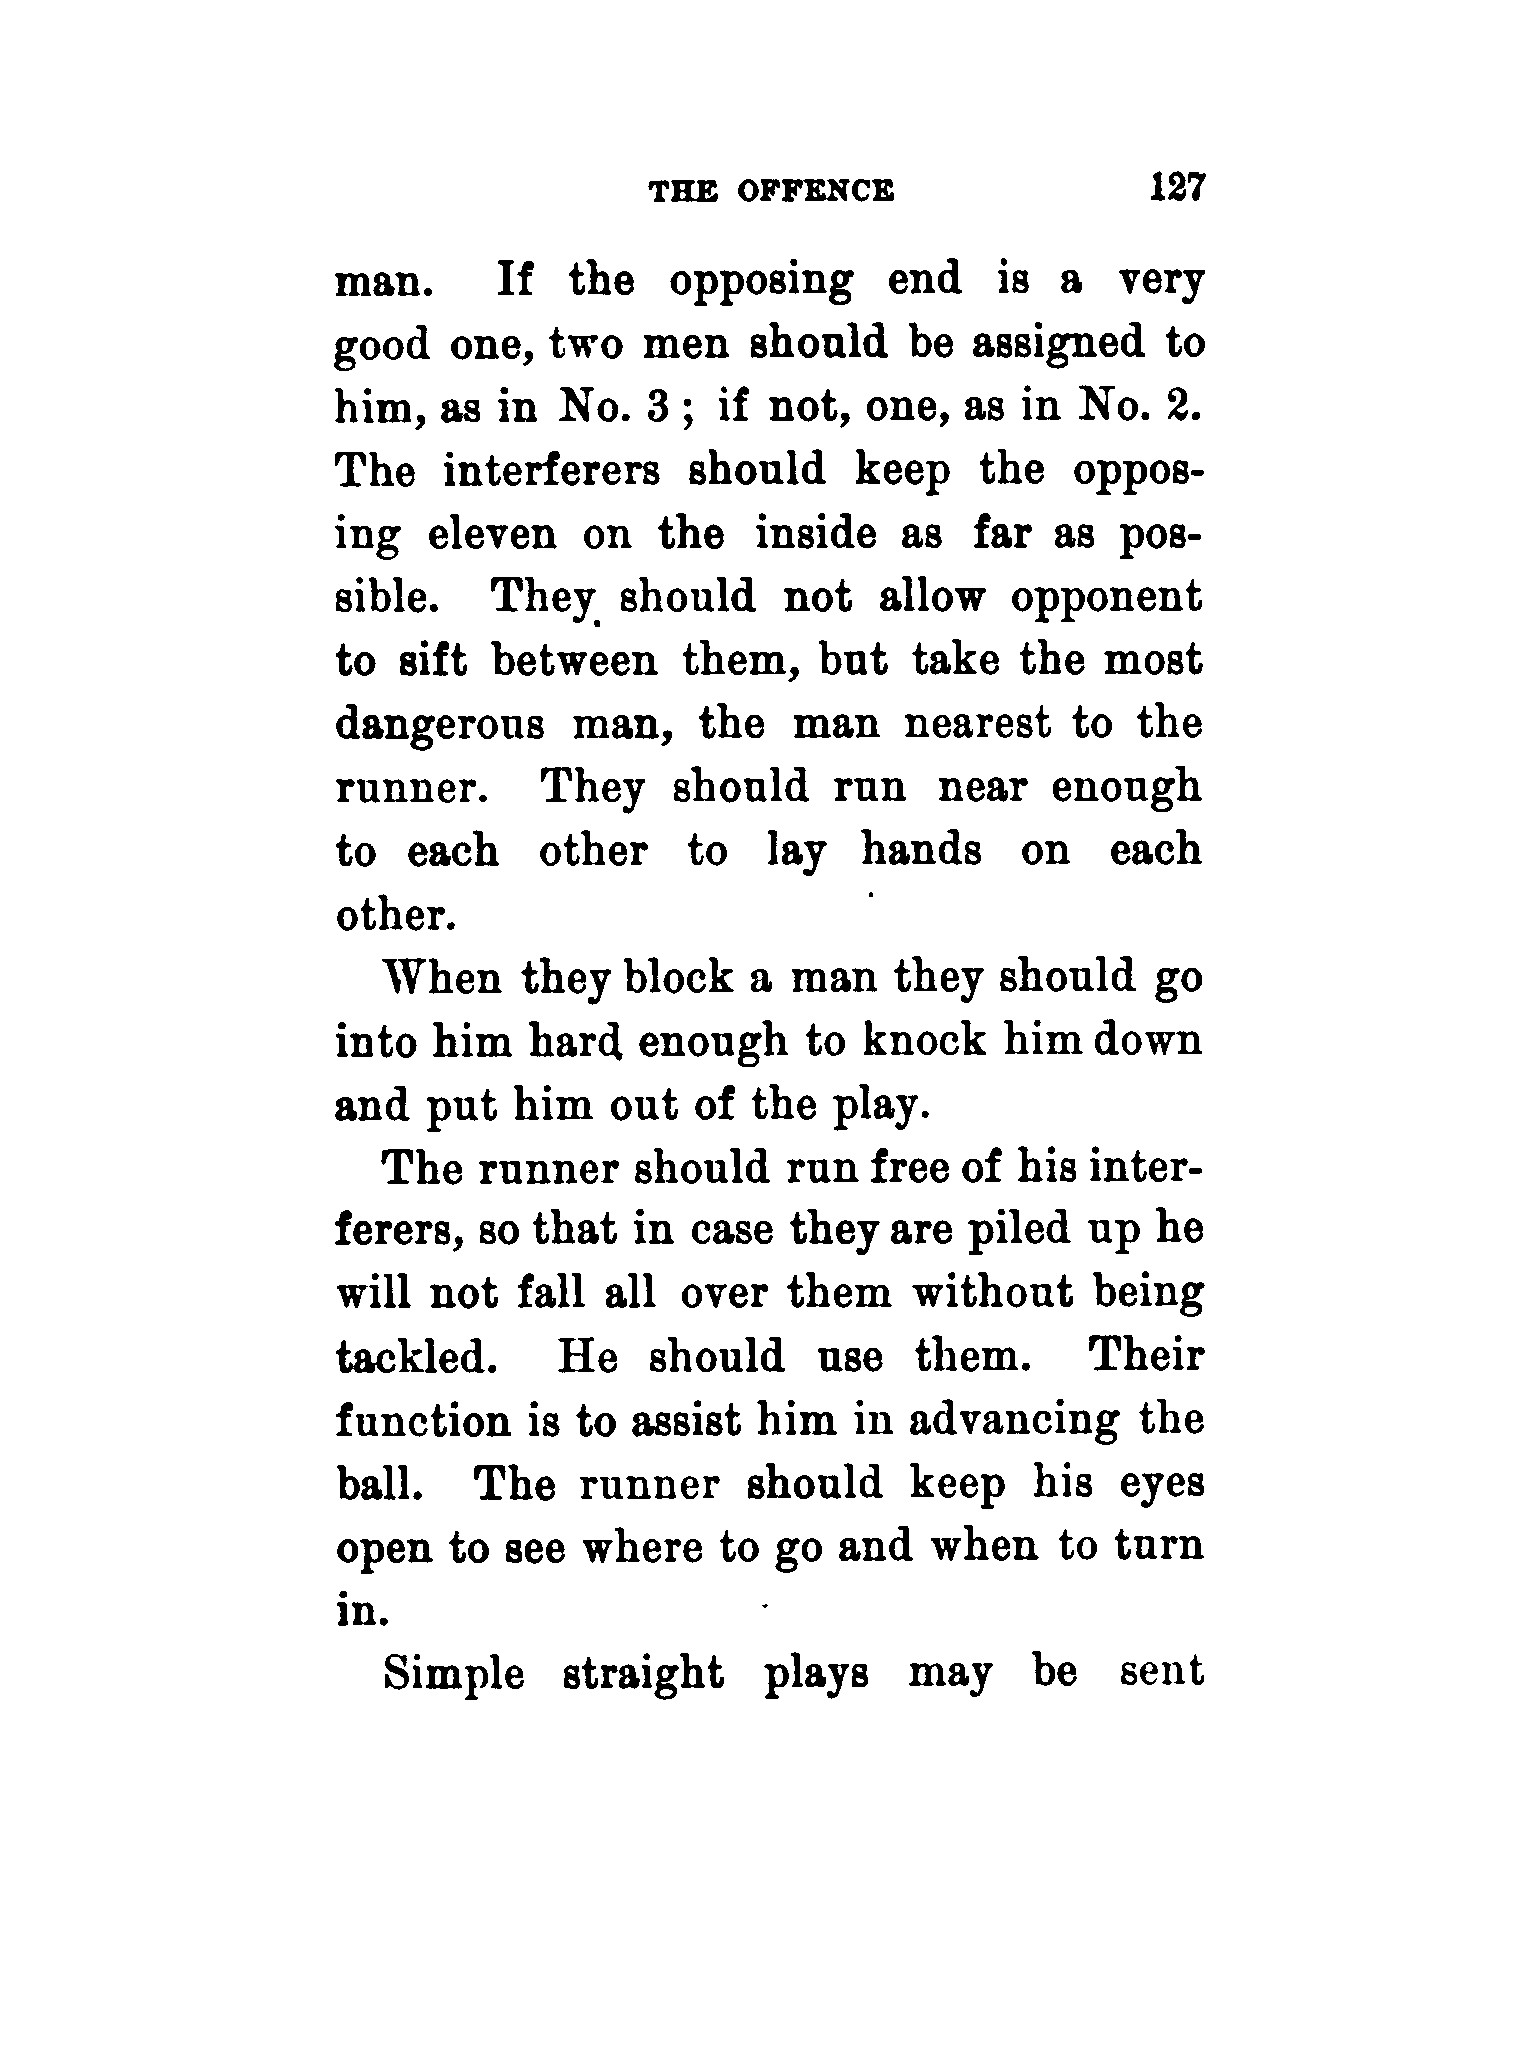 THE OFFENCE 127
man. If the opposing end is a very
good one, two men should be assigned to
him, as in No. 3 ; if not, one, as in No. 2.
The interferers should keep the oppos-
ing eleven on the inside as far as pos-
sible. They should not allow opponent
to sift between them, but take the most
dangerous man, the man nearest to the
runner. They should run near enough
to each other to lay hands on each
other.
When they block a man they should go
into him hard enough to knock him down
and put him out of the play.
The runner should run free of his inter-
ferers, so that in case they are piled up he
will not fall all over them without being
tackled. He should use them. Their
function is to assist him in advancing the
ball. The runner should keep his eyes
open to see where to go and when to turn
in.
Simple straight plays may be sent